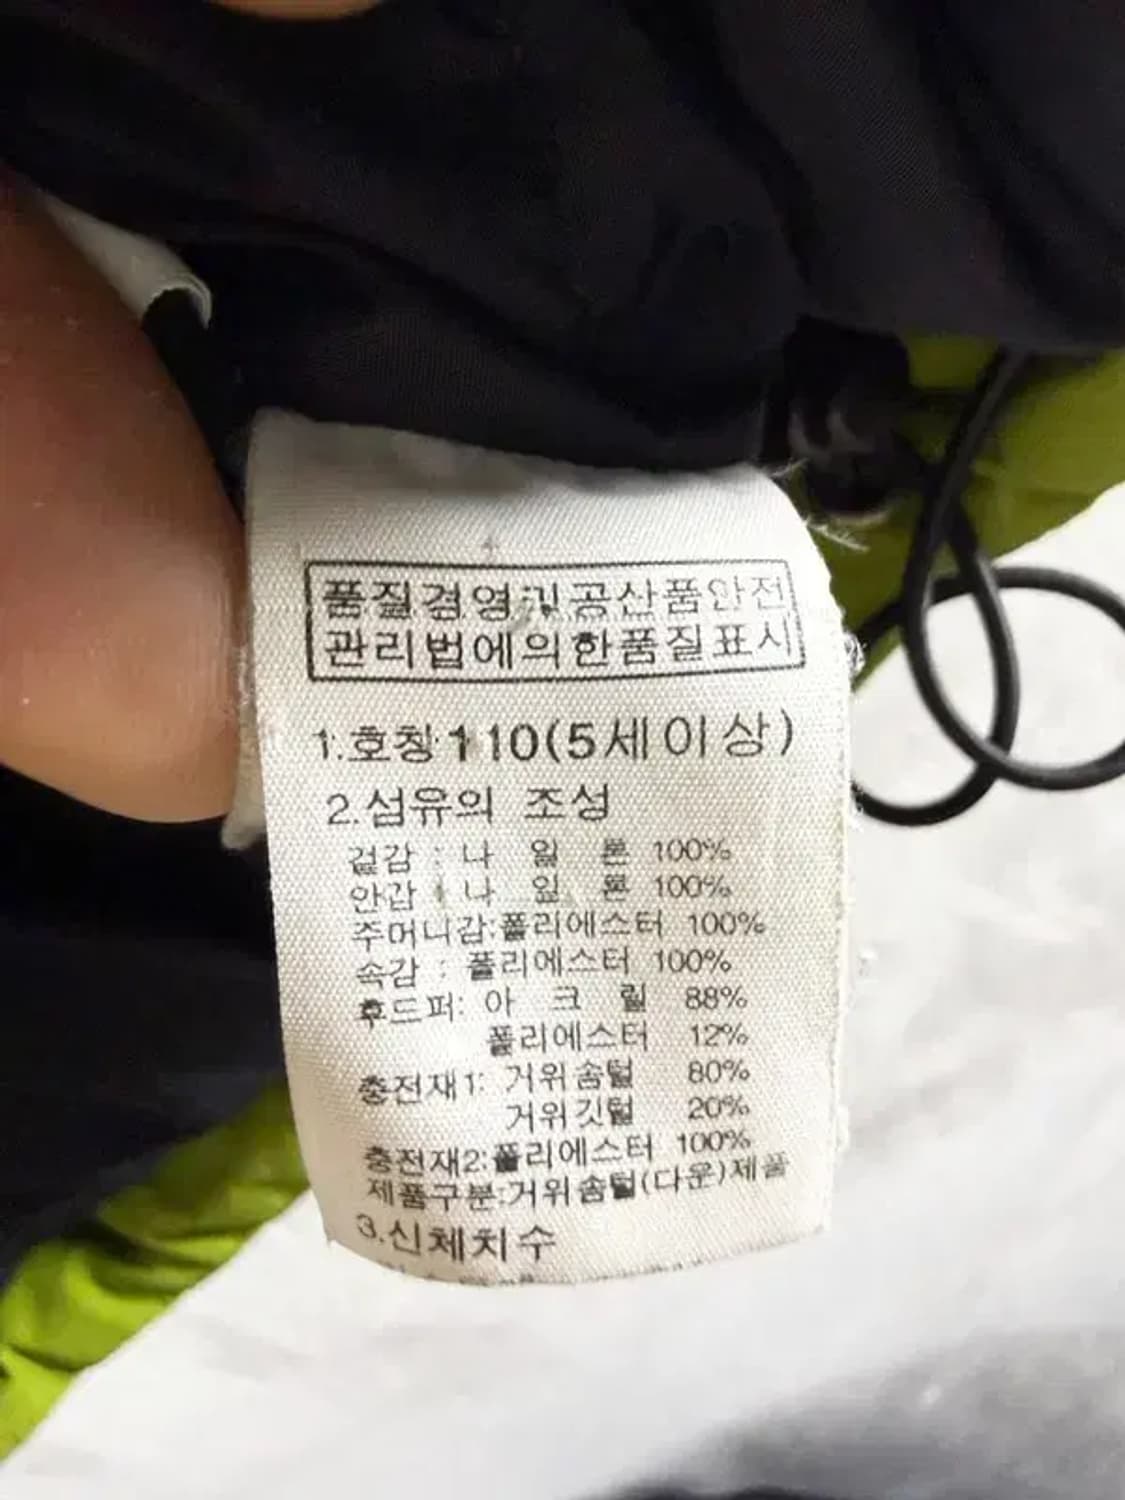 품질경영및공산품안전
관리법에의한품질표시
1.호칭110(5세이상)
2.섬유의 조성
겉감 : 나 일 론 100%
안감 : 나 일 론 100%
주머니감:폴리에스터 100%
속감 : 폴리에스터 100%
후드퍼: 아 크 릴 88%
폴리에스터 12%
충전재1: 거위솜털 80%
거위깃털 20%
충전재2:폴리에스터 100%
제품구분:거위솜털(다운)제품
3.신체치수